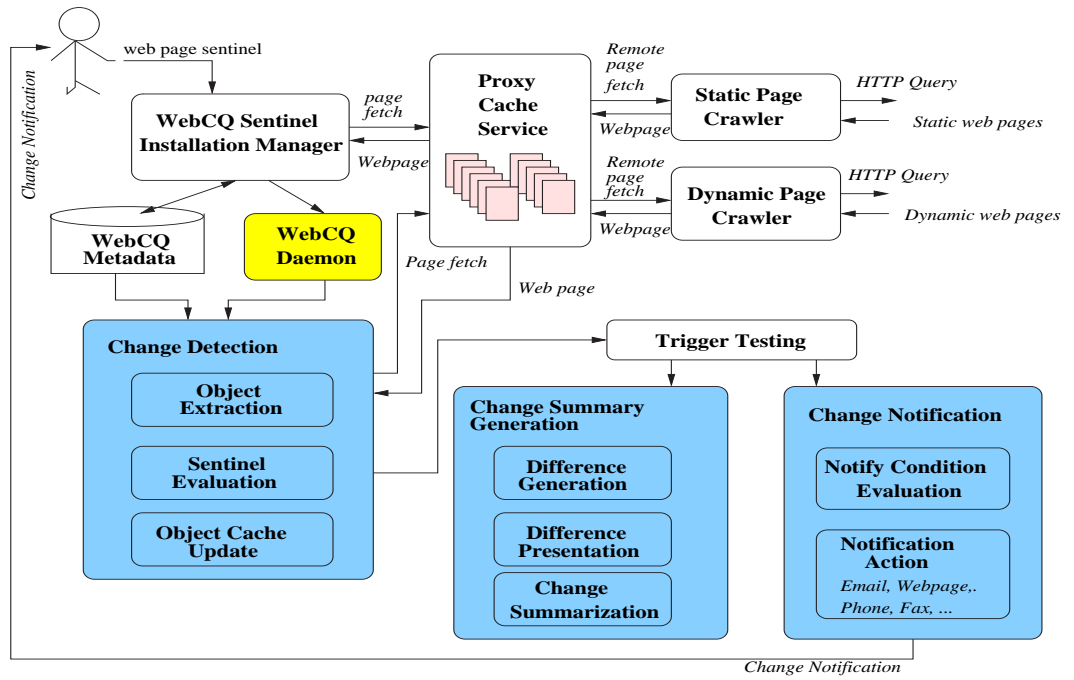 web page sentinel
Change Notification
WebCQ Sentinel
Installation Manager
page
fetch
Webpage
Proxy
Cache
Service
Remote
page
fetch
Webpage
Static Page
Crawler
HTTP Query
Static web pages
Remote
page
fetch
Webpage
Dynamic Page
Crawler
HTTP Query
Dynamic web pages
WebCQ
Metadata
WebCQ
Daemon
Page fetch
Web page
Change Detection
Object
Extraction
Sentinel
Evaluation
Object Cache
Update
Trigger Testing
Change Summary
Generation
Difference
Generation
Difference
Presentation
Change
Summarization
Change Notification
Notify Condition
Evaluation
Notification
Action
Email, Webpage,.
Phone, Fax, ...
Change Notification